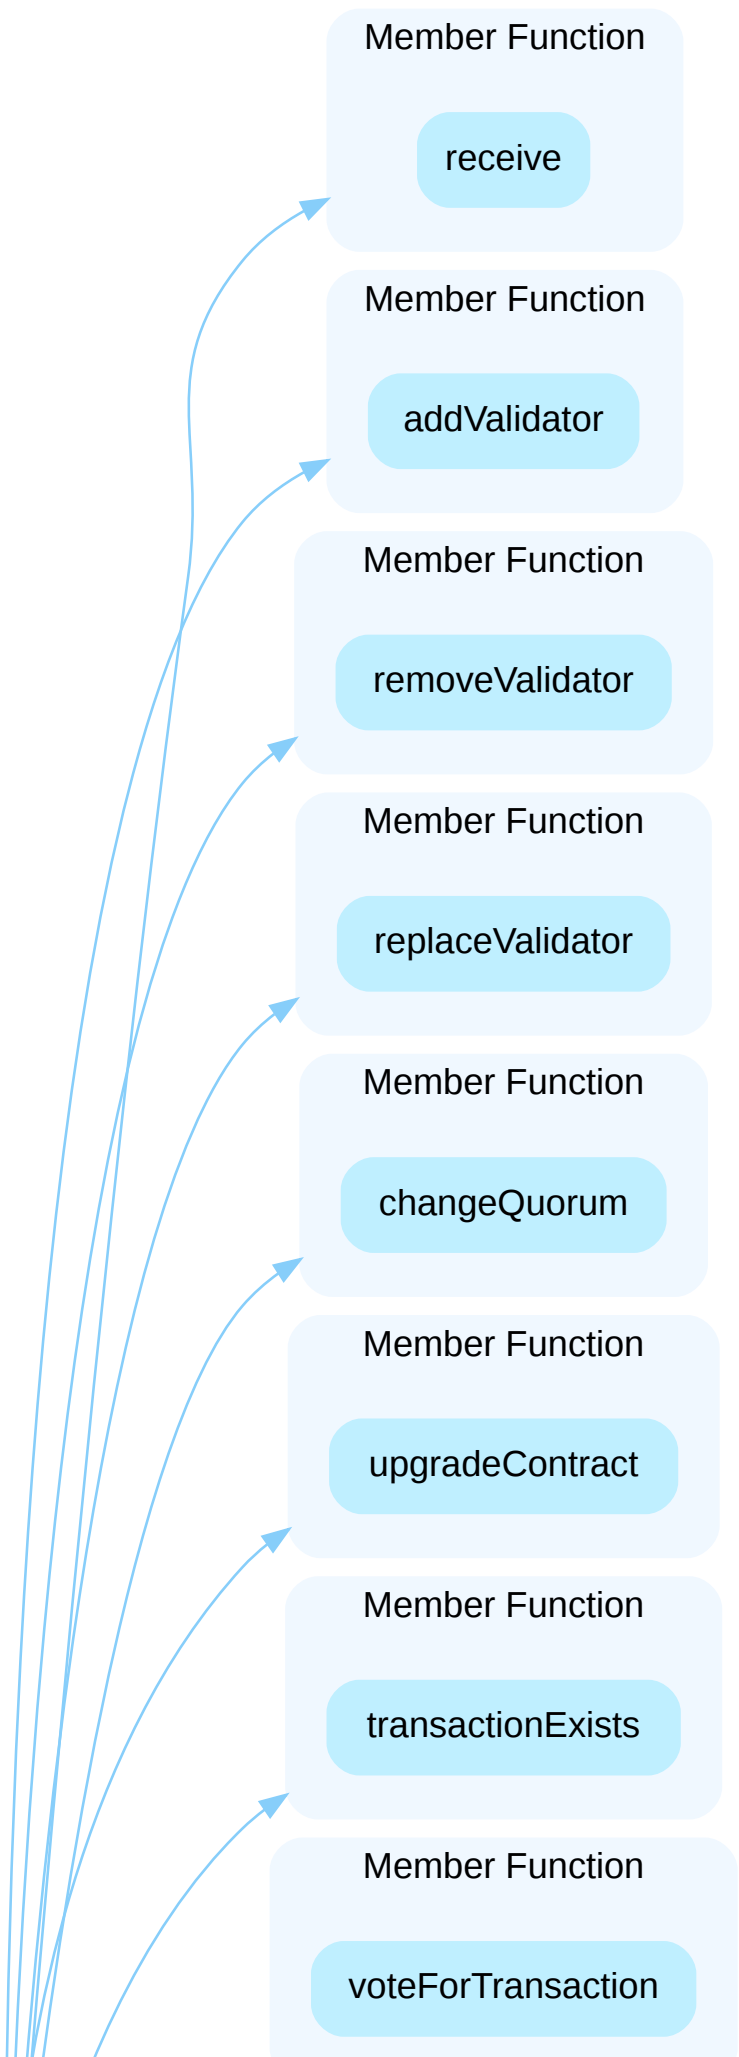 Member Function
receive
Member Function
addValidator
Member Function
removeValidator
Member Function
replaceValidator
Member Function
changeQuorum
Member Function
upgradeContract
Member Function
transactionExists
Member Function
voteForTransaction